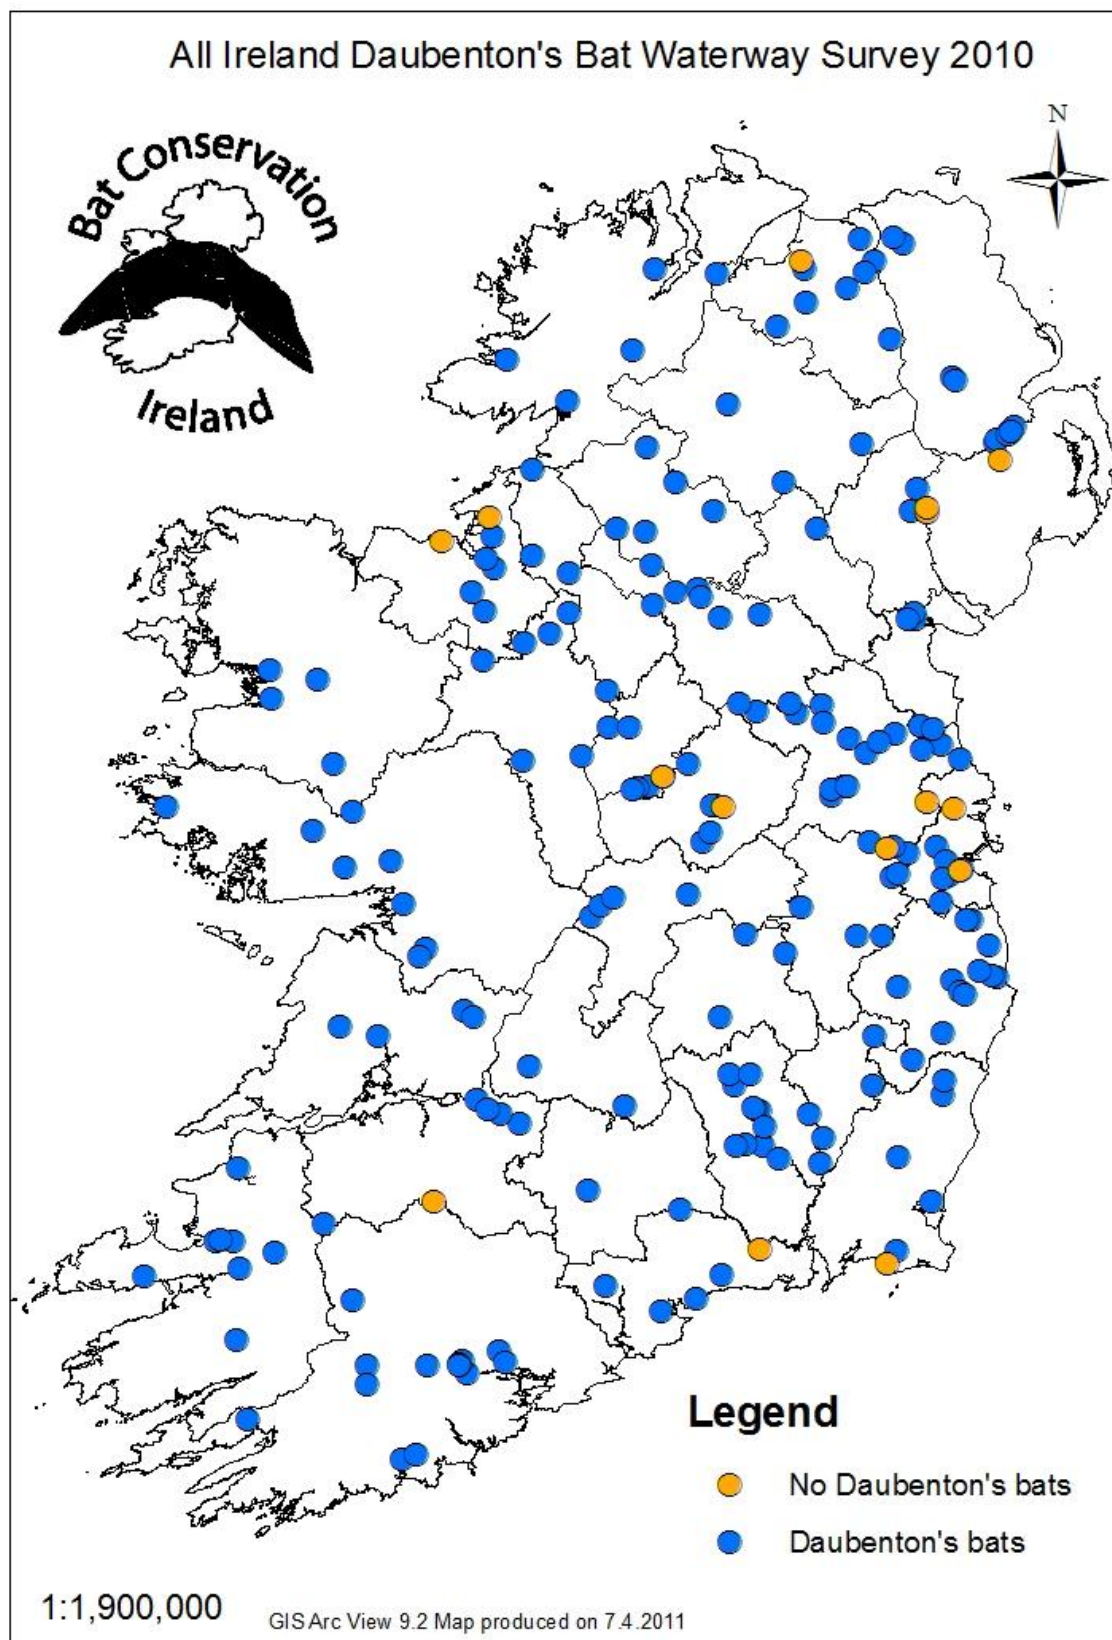 All Ireland Daubenton's Bat Waterway Survey 2010
N
Bat Conservation
Ireland
Legend
No Daubenton's bats
Daubenton's bats
1:1,900,000
GIS Arc View 9.2 Map produced on 7.4.2011